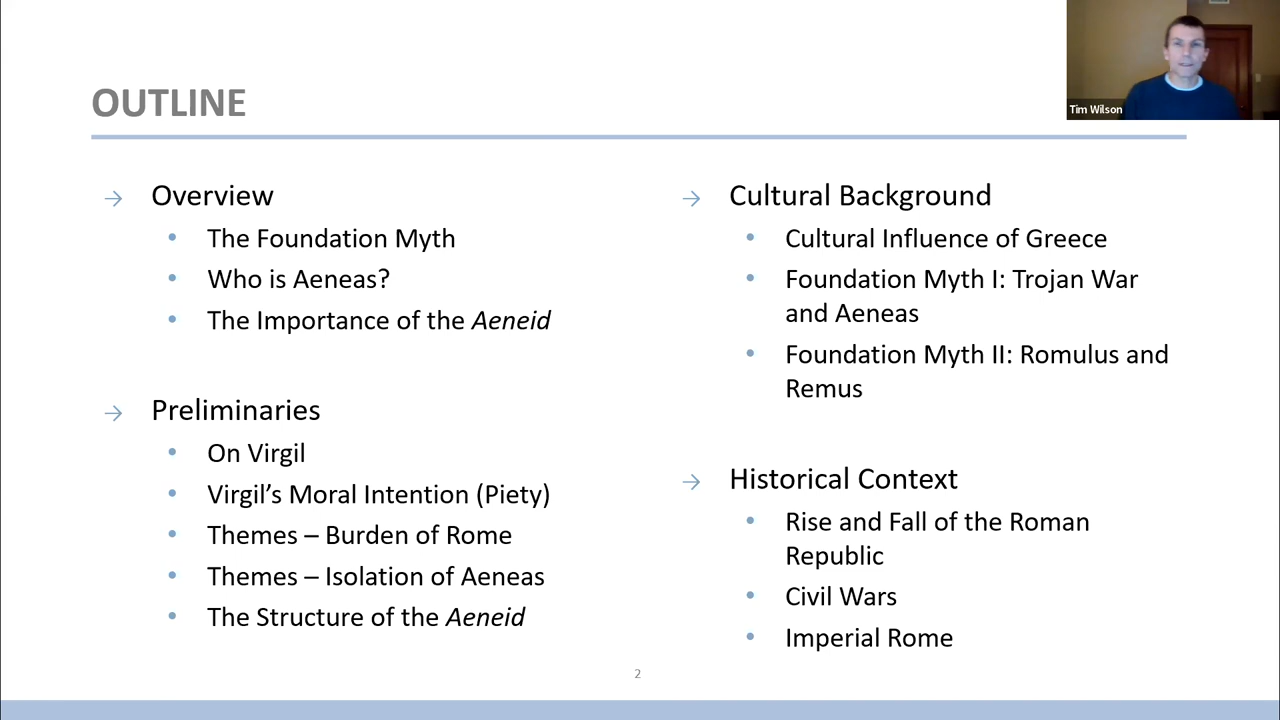 OUTLINE
Tim Wilson
→ Overview
• The Foundation Myth
• Who is Aeneas?
• The Importance of the Aeneid
→ Preliminaries
• On Virgil
• Virgil’s Moral Intention (Piety)
• Themes – Burden of Rome
• Themes – Isolation of Aeneas
• The Structure of the Aeneid
→ Cultural Background
• Cultural Influence of Greece
• Foundation Myth I: Trojan War
and Aeneas
• Foundation Myth II: Romulus and
Remus
→ Historical Context
• Rise and Fall of the Roman
Republic
• Civil Wars
• Imperial Rome
2